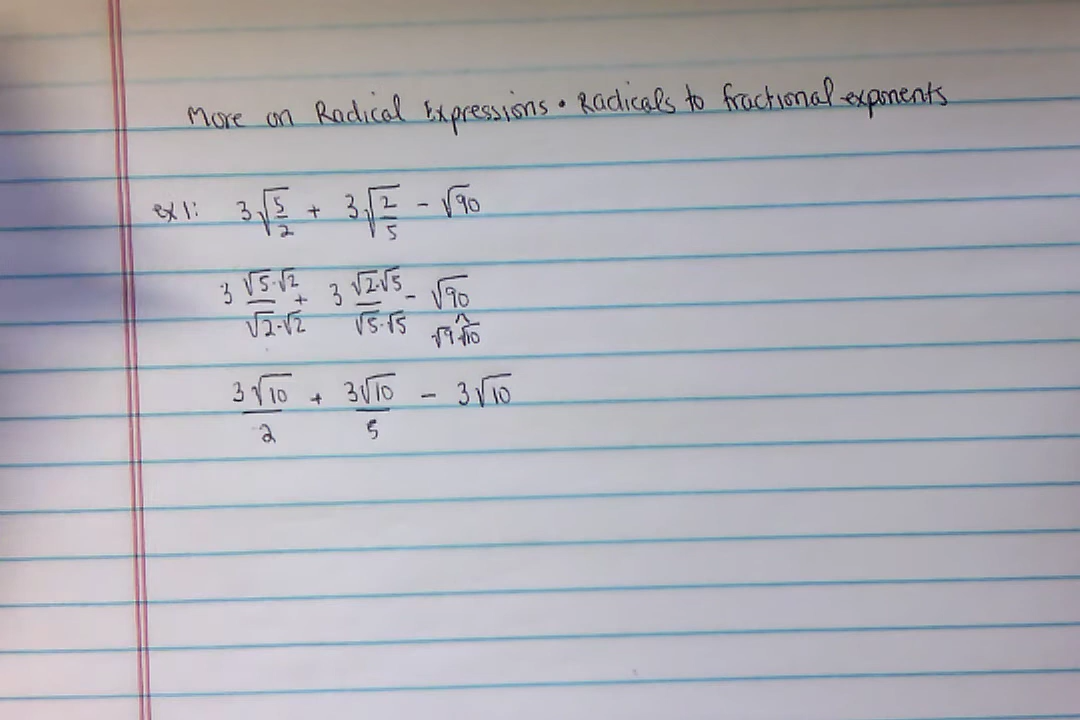 More on Radical Expressions • Radicals to fractional exponents
ex 1: 3√(5/2) + 3√(2/5) - √90
3 (√5·√2)/(√2·√2) + 3 (√2·√5)/(√5·√5) - √90
√9·√10
(3√10)/2 + (3√10)/5 - 3√10